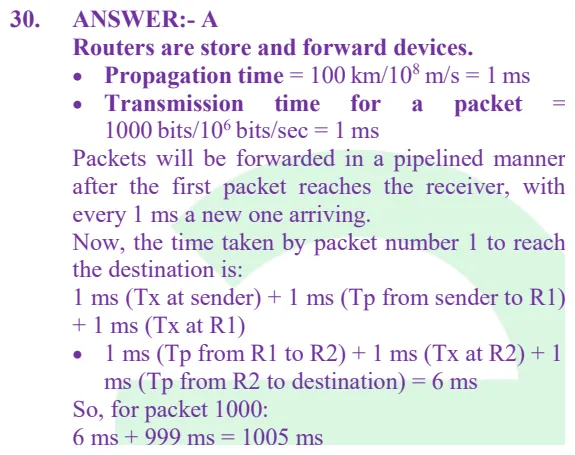 30. ANSWER:- A
Routers are store and forward devices.
• Propagation time = 100 km/10⁸ m/s = 1 ms
• Transmission time for a packet =
1000 bits/10⁶ bits/sec = 1 ms
Packets will be forwarded in a pipelined manner
after the first packet reaches the receiver, with
every 1 ms a new one arriving.
Now, the time taken by packet number 1 to reach
the destination is:
1 ms (Tx at sender) + 1 ms (Tp from sender to R1)
+ 1 ms (Tx at R1)
• 1 ms (Tp from R1 to R2) + 1 ms (Tx at R2) + 1
ms (Tp from R2 to destination) = 6 ms
So, for packet 1000:
6 ms + 999 ms = 1005 ms